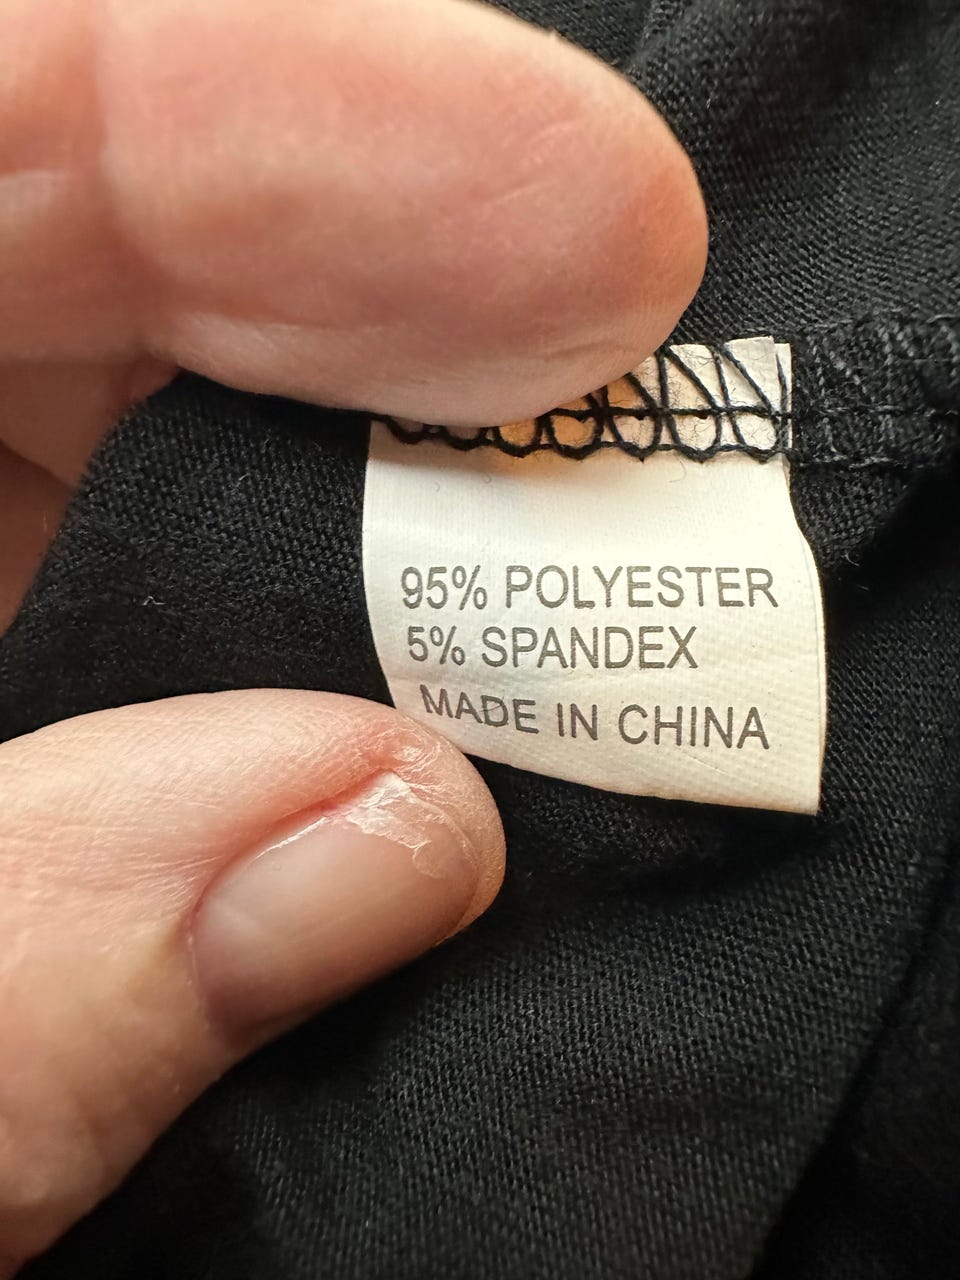 95% POLYESTER
5% SPANDEX
MADE IN CHINA